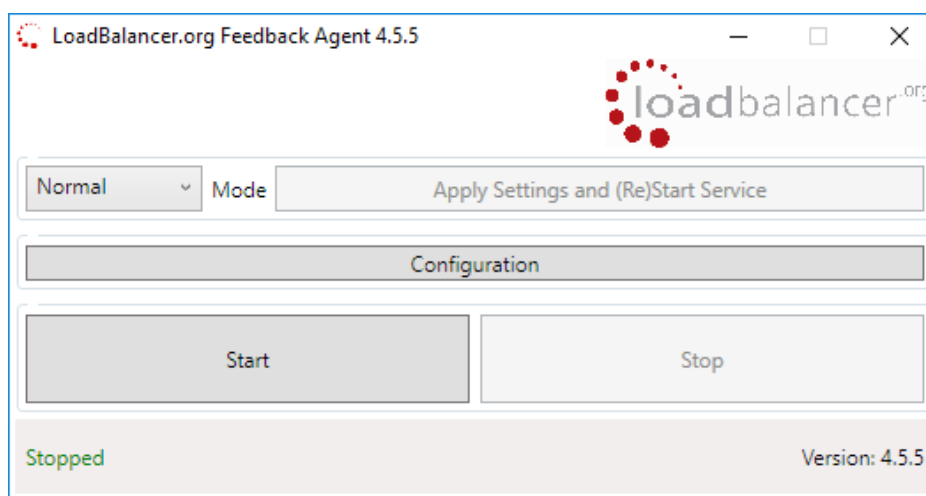 LoadBalancer.org Feedback Agent 4.5.5
loadbalancer.org
Normal Mode Apply Settings and (Re)Start Service
Configuration
Start Stop
Stopped Version: 4.5.5